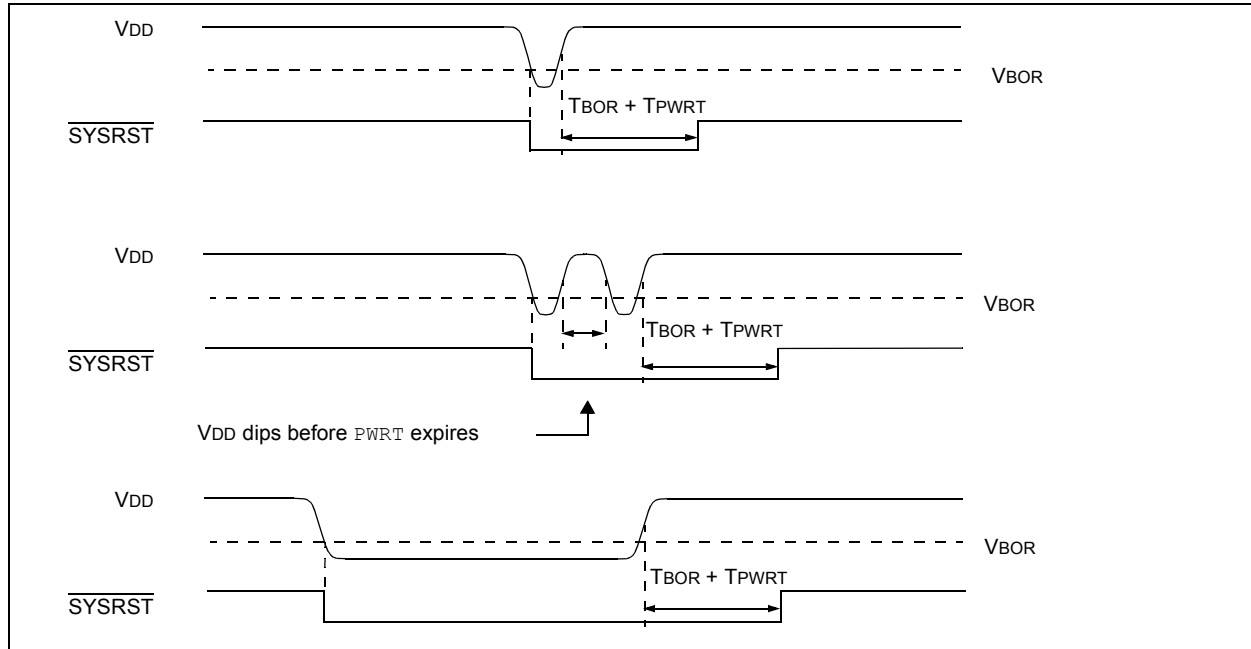 VDD
VBOR
TBOR + TPWRT
SYSRST
VDD
VBOR
TBOR + TPWRT
SYSRST
VDD dips before PWRT expires
VDD
VBOR
TBOR + TPWRT
SYSRST